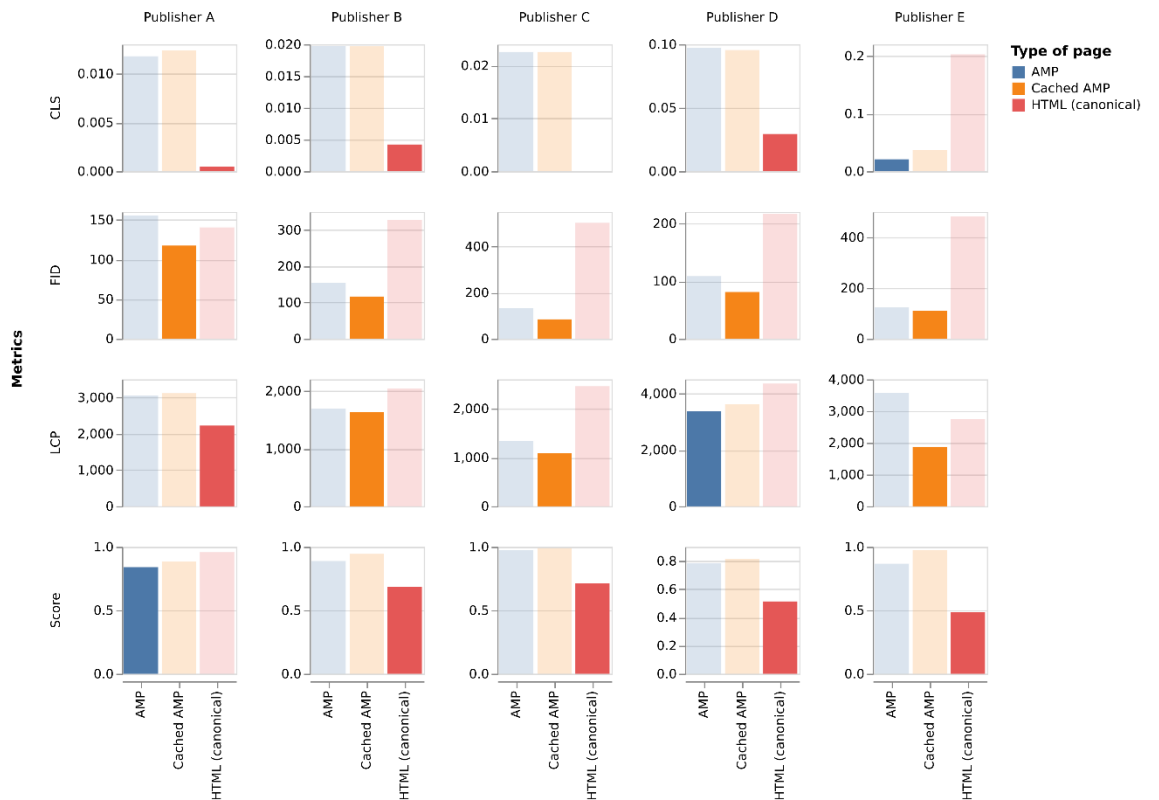 Publisher A Publisher B Publisher C Publisher D Publisher E
Type of page
AMP
Cached AMP
HTML (canonical)
Metrics
CLS
0.010
0.005
0.000
0.020
0.015
0.010
0.005
0.000
0.02
0.01
0.00
0.10
0.05
0.00
0.2
0.1
0.0
FID
150
100
50
0
300
200
100
0
400
200
0
200
100
0
400
200
0
LCP
3,000
2,000
1,000
0
2,000
1,000
0
2,000
1,000
0
4,000
2,000
0
4,000
3,000
2,000
1,000
0
Score
1.0
0.5
0.0
1.0
0.5
0.0
1.0
0.5
0.0
0.8
0.6
0.4
0.2
0.0
1.0
0.5
0.0
AMP
Cached AMP
HTML (canonical)
AMP
Cached AMP
HTML (canonical)
AMP
Cached AMP
HTML (canonical)
AMP
Cached AMP
HTML (canonical)
AMP
Cached AMP
HTML (canonical)